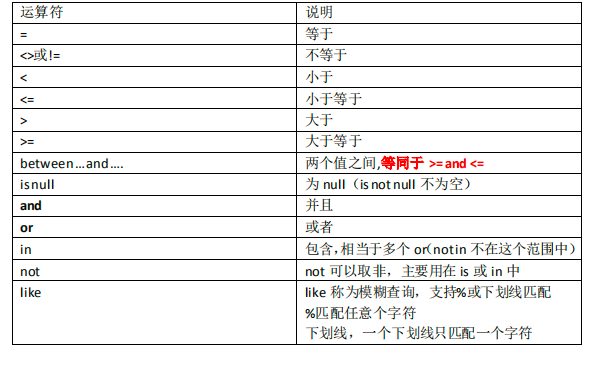 运算符 说明
= 等于
<>或!= 不等于
< 小于
<= 小于等于
> 大于
>= 大于等于
between…and…. 两个值之间,等同于 >= and <=
is null 为 null（is not null 不为空）
and 并且
or 或者
in 包含，相当于多个 or（not in 不在这个范围中）
not not 可以取非，主要用在 is 或 in 中
like like 称为模糊查询，支持%或下划线匹配
%匹配任意个字符
下划线，一个下划线只匹配一个字符